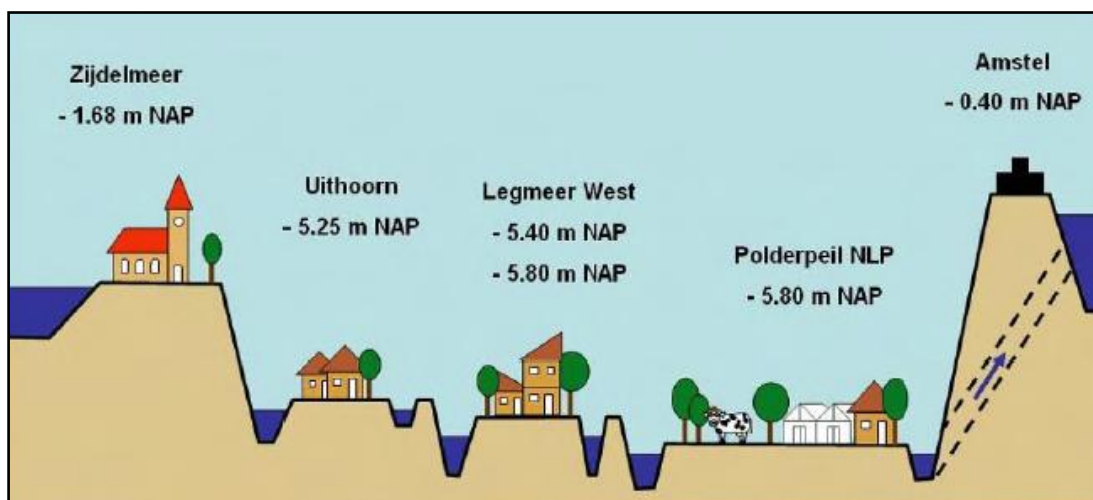 Zijdelmeer
- 1.68 m NAP
Uithoorn
- 5.25 m NAP
Legmeer West
- 5.40 m NAP
- 5.80 m NAP
Polderpeil NLP
- 5.80 m NAP
Amstel
- 0.40 m NAP